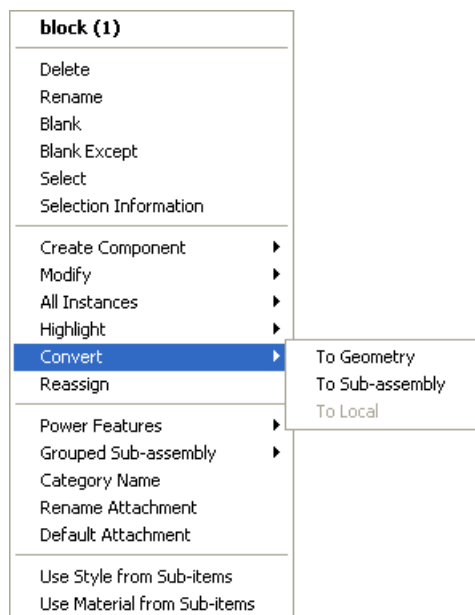 block (1)
Delete
Rename
Blank
Blank Except
Select
Selection Information
Create Component
Modify
All Instances
Highlight
Convert
To Geometry
To Sub-assembly
To Local
Reassign
Power Features
Grouped Sub-assembly
Category Name
Rename Attachment
Default Attachment
Use Style from Sub-items
Use Material from Sub-items